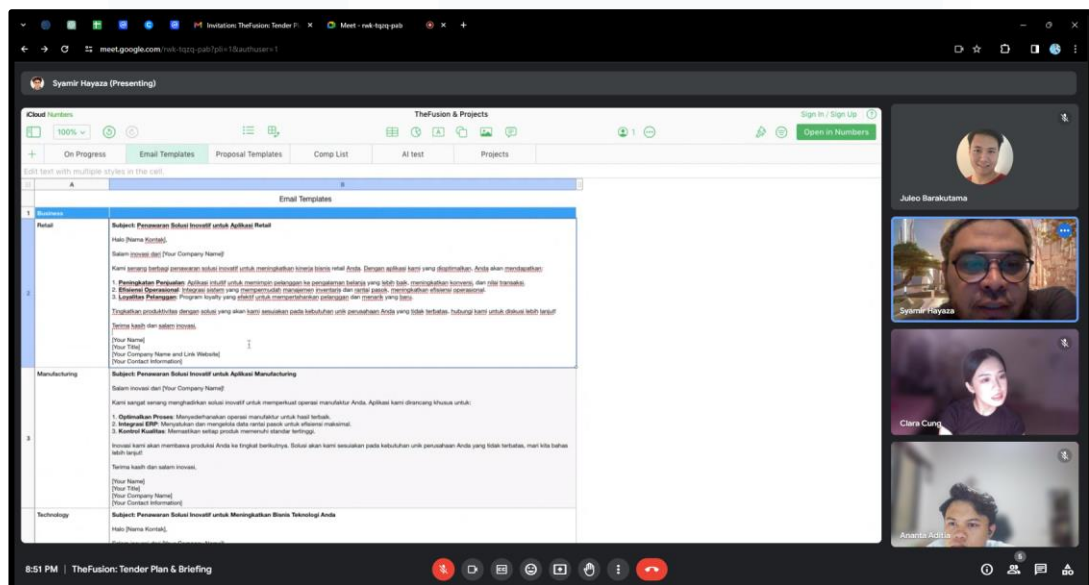 Invitation: TheFusion: Tender P
Meet - rwk-tqzq-pab
meet.google.com/rwk-tqzq-pab?pli=1&authuser=1
Syamir Hayaza (Presenting)
iCloud Numbers
TheFusion & Projects
Sign In / Sign Up
100%
1
Open in Numbers
On Progress
Email Templates
Proposal Templates
Comp List
AI test
Projects
Edit text with multiple styles in the cell.
A
B
Email Templates
1
Business
2
Retail
Subject: Penawaran Solusi Inovatif untuk Aplikasi Retail
Halo [Nama Kontak],
Salam inovasi dari [Your Company Name]!
Kami senang berbagi penawaran solusi inovatif untuk meningkatkan kinerja bisnis retail Anda. Dengan aplikasi kami yang dioptimalkan, Anda akan mendapatkan:
1. Peningkatan Penjualan: Aplikasi intuitif untuk memimpin pelanggan ke pengalaman belanja yang lebih baik, meningkatkan konversi, dan nilai transaksi.
2. Efisiensi Operasional: Integrasi sistem yang mempermudah manajemen inventaris dan rantai pasok, meningkatkan efisiensi operasional.
3. Loyalitas Pelanggan: Program loyalty yang efektif untuk mempertahankan pelanggan dan menarik yang baru.
Tingkatkan produktivitas dengan solusi yang akan kami sesuaikan pada kebutuhan unik perusahaan Anda yang tidak terbatas, hubungi kami untuk diskusi lebih lanjut!
Terima kasih dan salam inovasi,
[Your Name]
[Your Title]
[Your Company Name and Link Website]
[Your Contact Information]
3
Manufacturing
Subject: Penawaran Solusi Inovatif untuk Aplikasi Manufacturing
Salam inovasi dari [Your Company Name]!
Kami sangat senang menghadirkan solusi inovatif untuk memperkuat operasi manufaktur Anda. Aplikasi kami dirancang khusus untuk:
1. Optimalkan Proses: Menyederhanakan operasi manufaktur untuk hasil terbaik.
2. Integrasi ERP: Menyatukan dan mengelola data rantai pasok untuk efisiensi maksimal.
3. Kontrol Kualitas: Memastikan setiap produk memenuhi standar tertinggi.
Inovasi kami akan membawa produksi Anda ke tingkat berikutnya. Solusi akan kami sesuaikan pada kebutuhan unik perusahaan Anda yang tidak terbatas, mari kita bahas
lebih lanjut!
Terima kasih dan salam inovasi,
[Your Name]
[Your Title]
[Your Company Name]
[Your Contact Information]
Technology
Subject: Penawaran Solusi Inovatif untuk Meningkatkan Bisnis Teknologi Anda
Halo [Nama Kontak],
Juleo Barakutama
Syamir Hayaza
Clara Cung
Ananta Aditia
8:51 PM | TheFusion: Tender Plan & Briefing
5